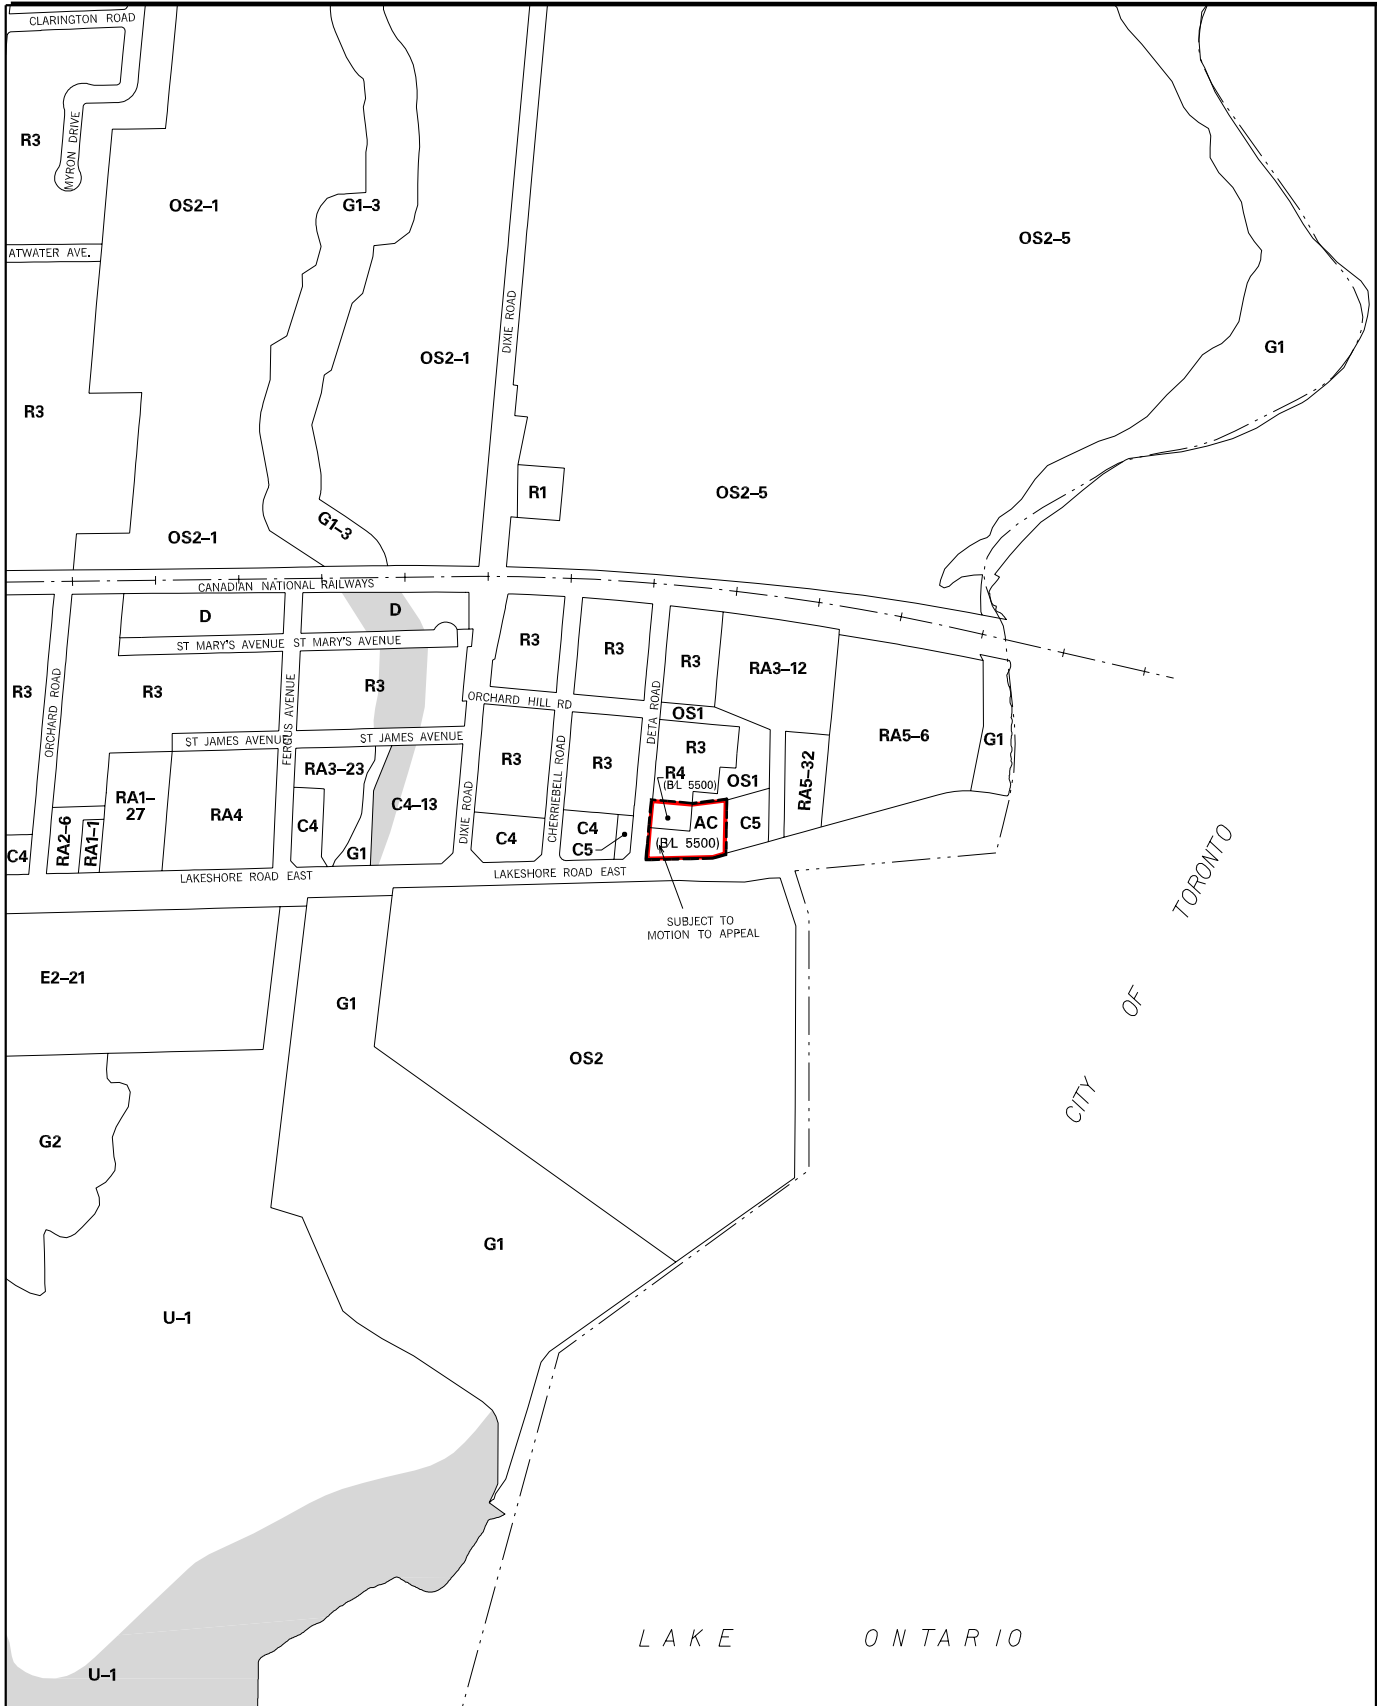 CLARINGTON ROAD
R3
MYRON DRIVE
OS2–1
G1–3
OS2–5
ATWATER AVE.
DIXIE ROAD
G1
OS2–1
R3
R1
OS2–5
G1–3
OS2–1
CANADIAN NATIONAL RAILWAYS
D
D
ST MARY'S AVENUE
ST MARY'S AVENUE
R3
R3
R3
RA3–12
R3
ORCHARD ROAD
R3
FERGUS AVENUE
R3
ORCHARD HILL RD
DETA ROAD
OS1
ST JAMES AVENUE
ST JAMES AVENUE
RA5–6
G1
R3
R3
R3
RA3–23
R4
(B/L 5500)
OS1
RA5–32
RA1–
27
RA4
C4–13
DIXIE ROAD
CHERRIEBELL ROAD
C4
RA2–6
RA1–1
C4
G1
C4
C4
C5
AC
(B/L 5500)
C5
LAKESHORE ROAD EAST
LAKESHORE ROAD EAST
SUBJECT TO
MOTION TO APPEAL
CITY OF TORONTO
E2–21
G1
OS2
G2
G1
U–1
LAKE ONTARIO
U–1